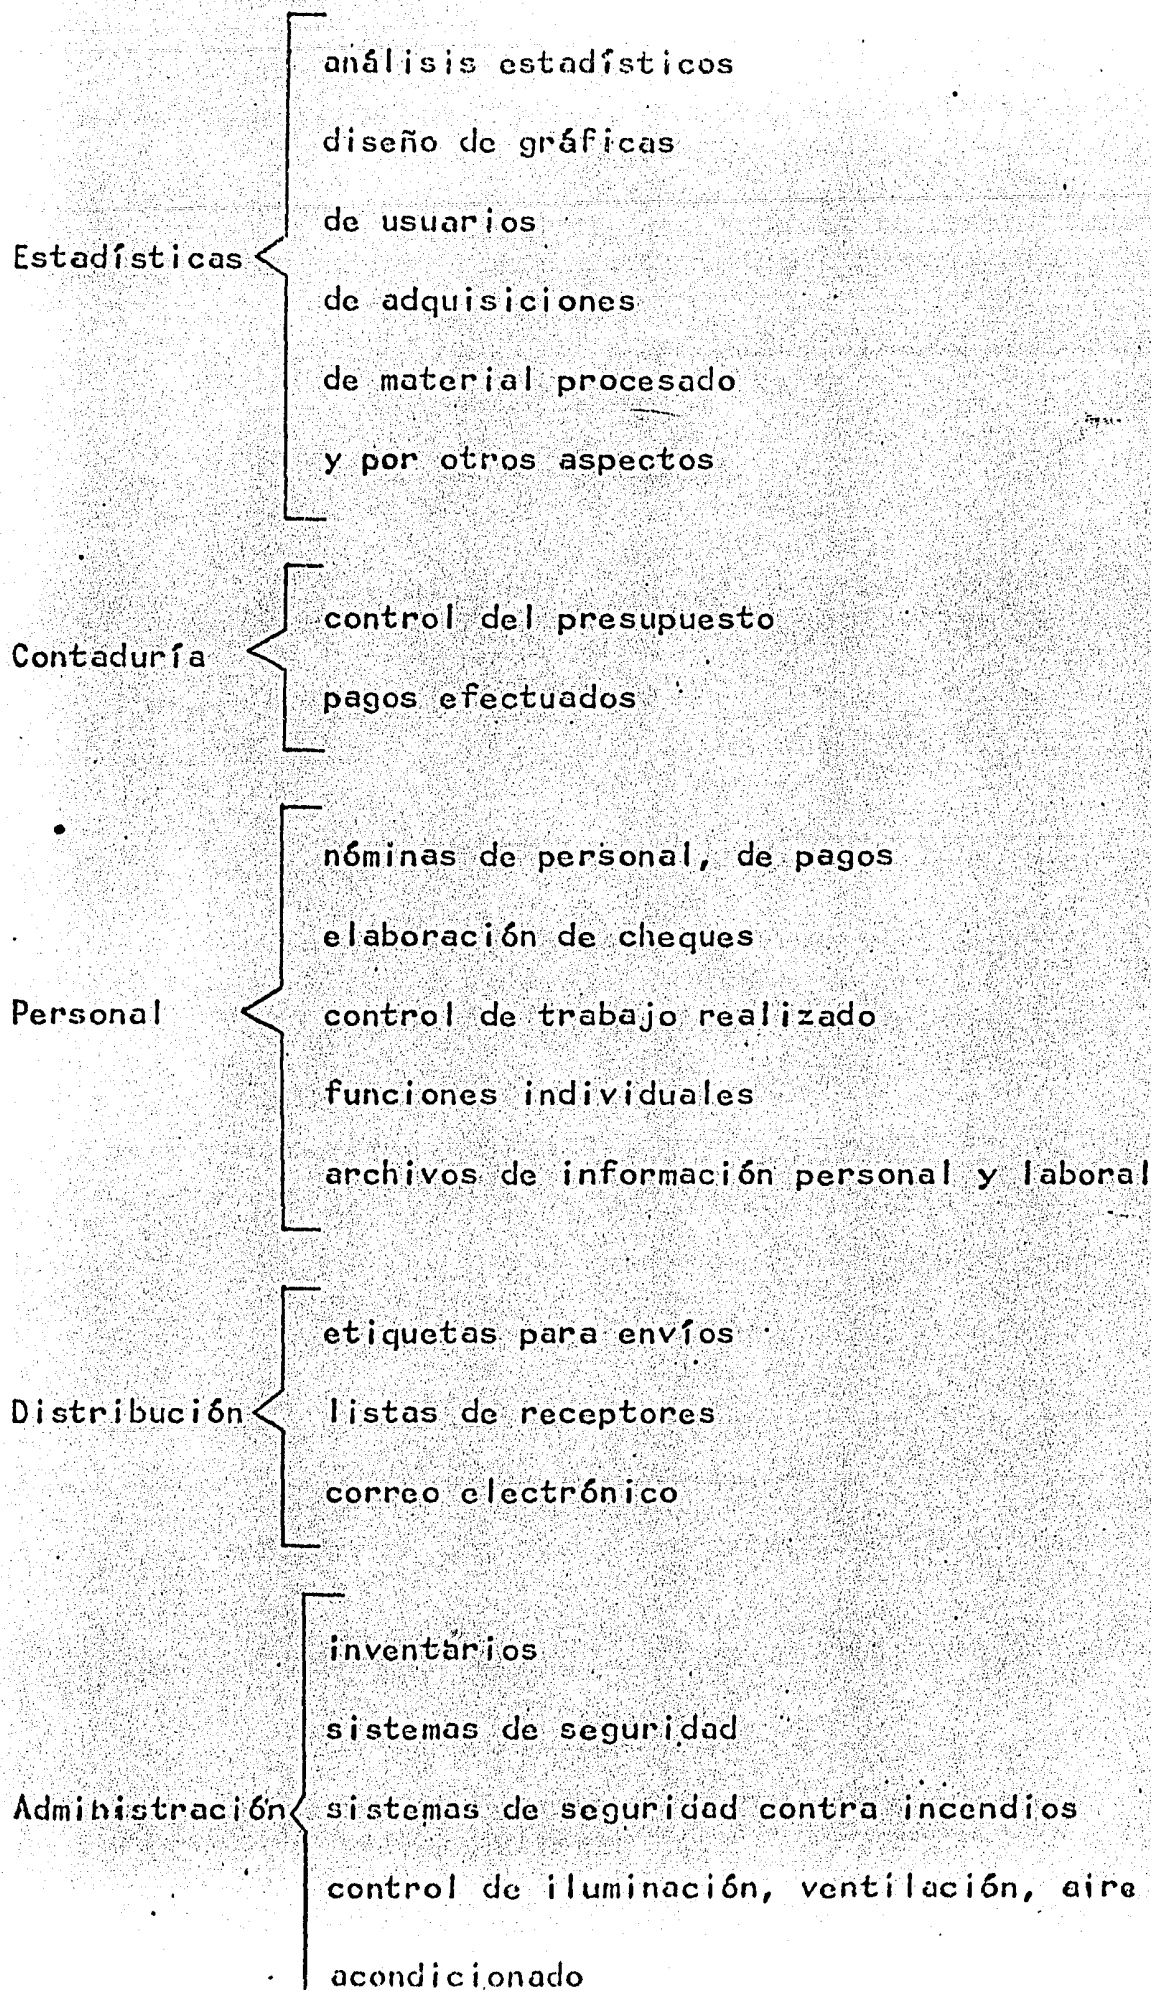 análisis estadísticos
diseño de gráficas
de usuarios
Estadísticas
de adquisiciones
de material procesado
y por otros aspectos
control del presupuesto
Contaduría
pagos efectuados
nóminas de personal, de pagos
elaboración de cheques
Personal
control de trabajo realizado
funciones individuales
archivos de información personal y laboral
etiquetas para envíos
Distribución
listas de receptores
correo electrónico
inventarios
sistemas de seguridad
Administración
sistemas de seguridad contra incendios
control de iluminación, ventilación, aire
acondicionado